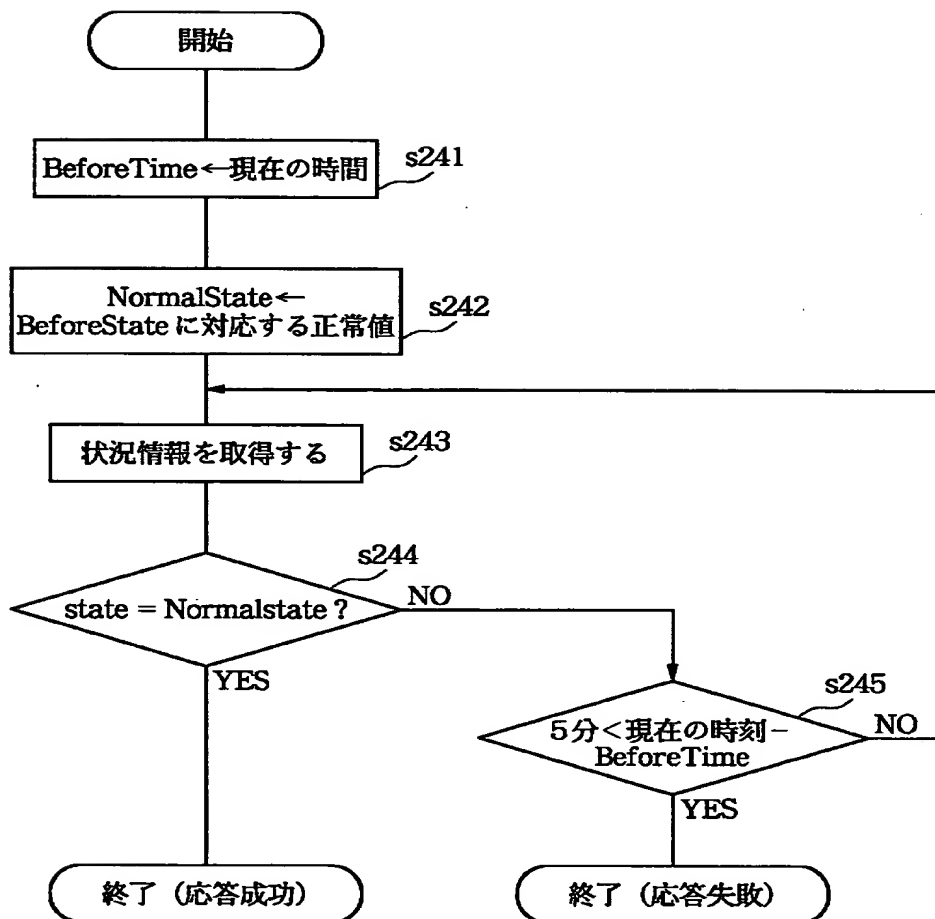 開始
BeforeTime←現在の時間
s241
NormalState←
BeforeStateに対応する正常値
s242
状況情報を取得する
s243
state = Normalstate ?
s244
NO
YES
5分<現在の時刻−
BeforeTime
s245
NO
YES
終了（応答成功）
終了（応答失敗）